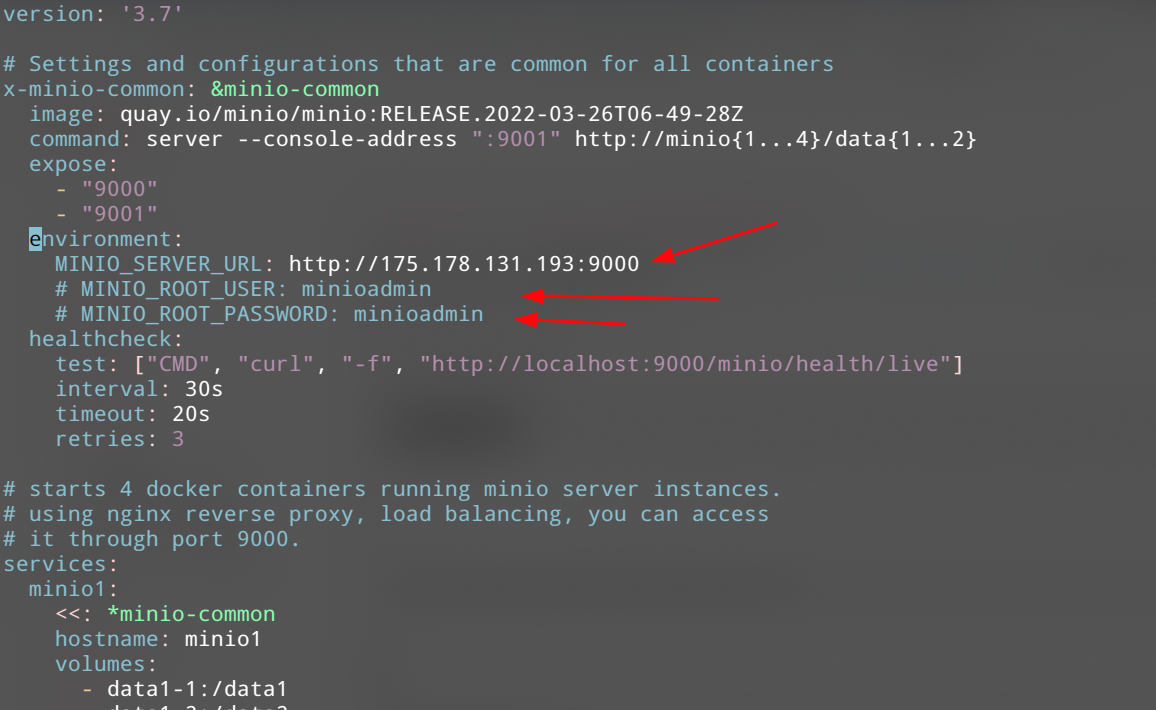 version: '3.7'
# Settings and configurations that are common for all containers
x-minio-common: &minio-common
  image: quay.io/minio/minio:RELEASE.2022-03-26T06-49-28Z
  command: server --console-address ":9001" http://minio{1...4}/data{1...2}
  expose:
    - "9000"
    - "9001"
  environment:
    MINIO_SERVER_URL: http://175.178.131.193:9000
    # MINIO_ROOT_USER: minioadmin
    # MINIO_ROOT_PASSWORD: minioadmin
  healthcheck:
    test: ["CMD", "curl", "-f", "http://localhost:9000/minio/health/live"]
    interval: 30s
    timeout: 20s
    retries: 3
# starts 4 docker containers running minio server instances.
# using nginx reverse proxy, load balancing, you can access
# it through port 9000.
services:
  minio1:
    <<: *minio-common
    hostname: minio1
    volumes:
      - data1-1:/data1